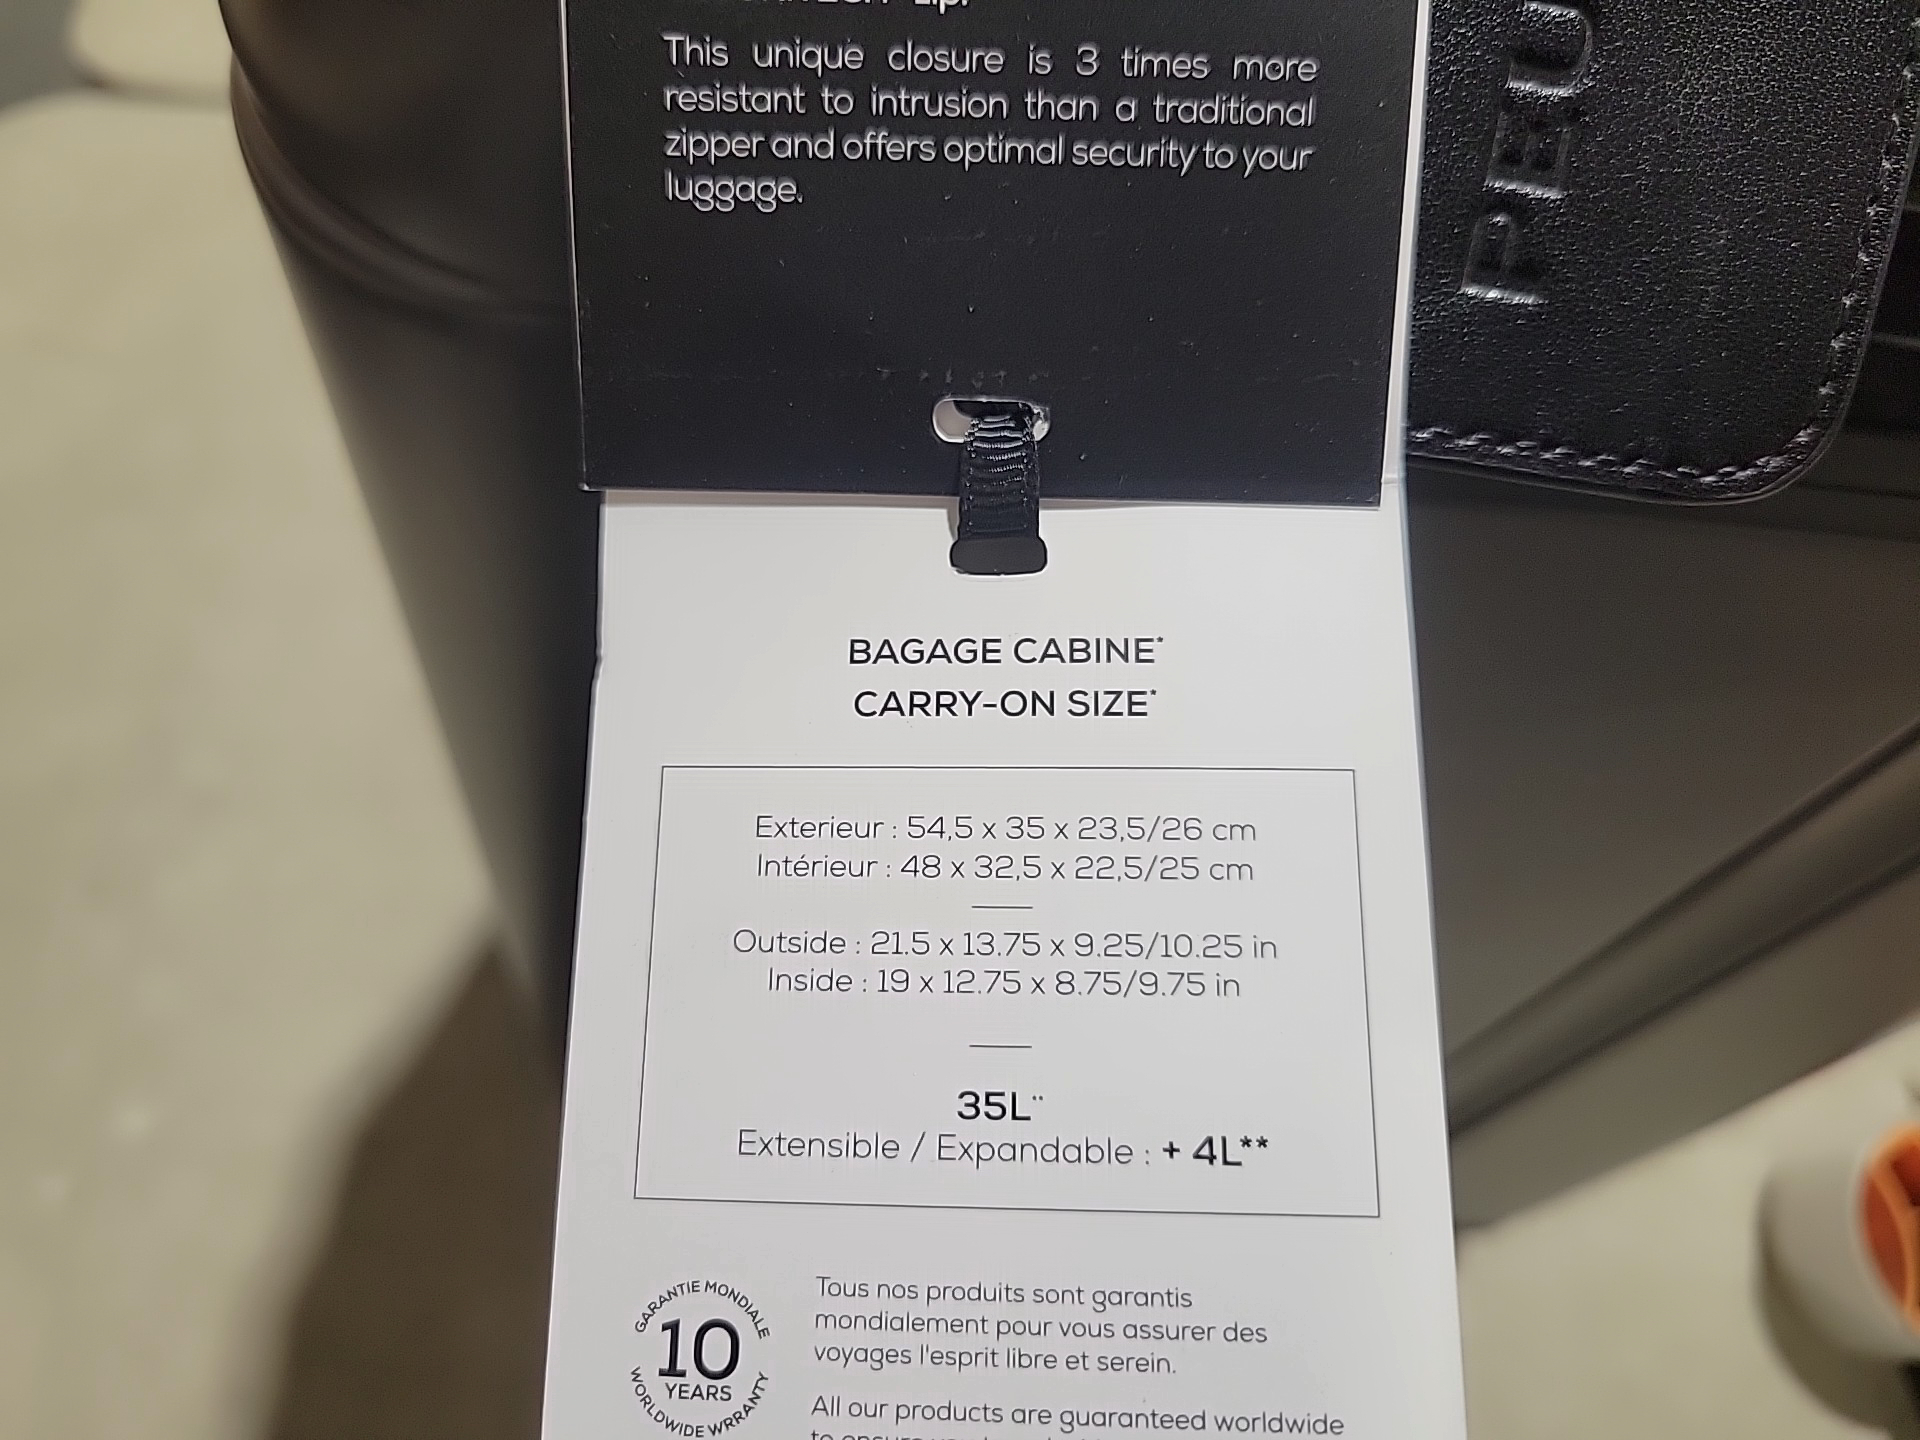 Zip.
This unique closure is 3 times more
resistant to intrusion than a traditional
zipper and offers optimal security to your
luggage.
PEU
BAGAGE CABINE*
CARRY-ON SIZE*
Exterieur : 54,5 x 35 x 23,5/26 cm
Intérieur : 48 x 32,5 x 22,5/25 cm
Outside : 21.5 x 13.75 x 9.25/10.25 in
Inside : 19 x 12.75 x 8.75/9.75 in
35L**
Extensible / Expandable : + 4L**
GARANTIE MONDIALE
10
YEARS
WORLDWIDE WRRANTY
Tous nos produits sont garantis
mondialement pour vous assurer des
voyages l'esprit libre et serein.
All our products are guaranteed worldwide